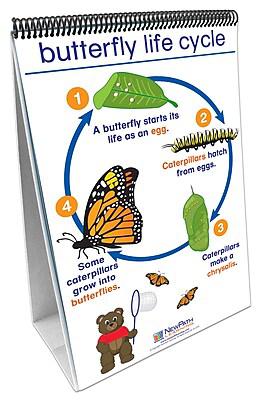 butterfly life cycle
1
A butterfly starts its
life as an egg.
2
Caterpillars hatch
from eggs.
3
Caterpillars
make a
chrysalis.
4
Some
caterpillars
grow into
butterflies.
NewPath